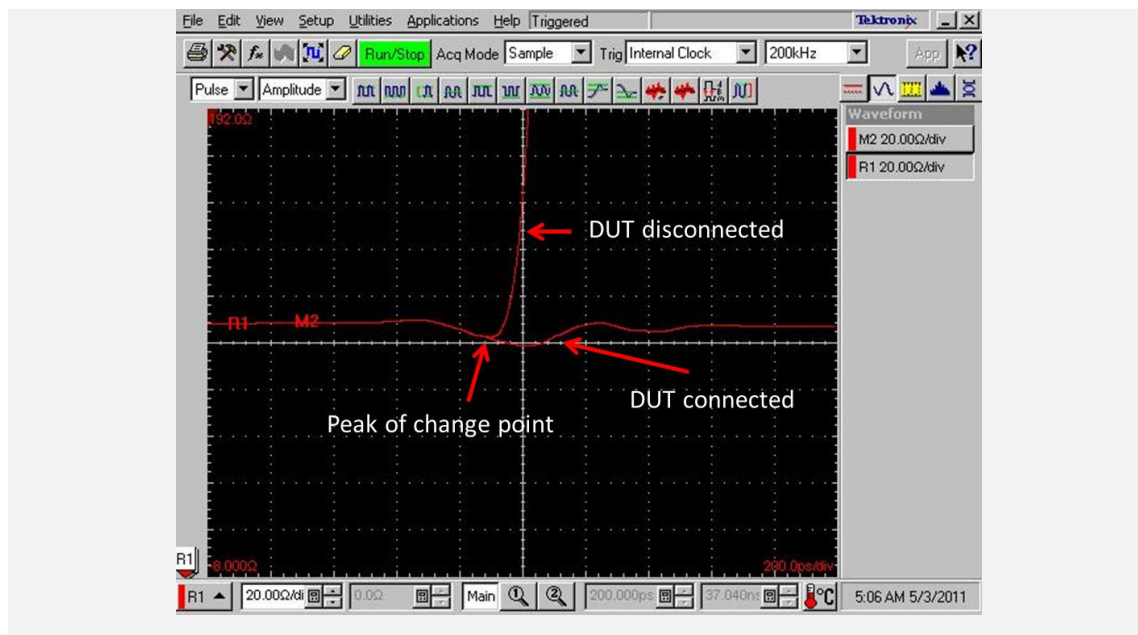 File Edit View Setup Utilities Applications Help Triggered Tektronix
Run/Stop Acq Mode Sample Trig Internal Clock 200kHz App
Pulse Amplitude
Waveform
192.0Ω
M2 20.00Ω/div
R1 20.00Ω/div
DUT disconnected
R1 M2
DUT connected
Peak of change point
R1
-8.000Ω 200.0ps/div
R1 20.00Ω/di 0.0Ω Main 1 2 200.000ps 37.040ns °C 5:06 AM 5/3/2011